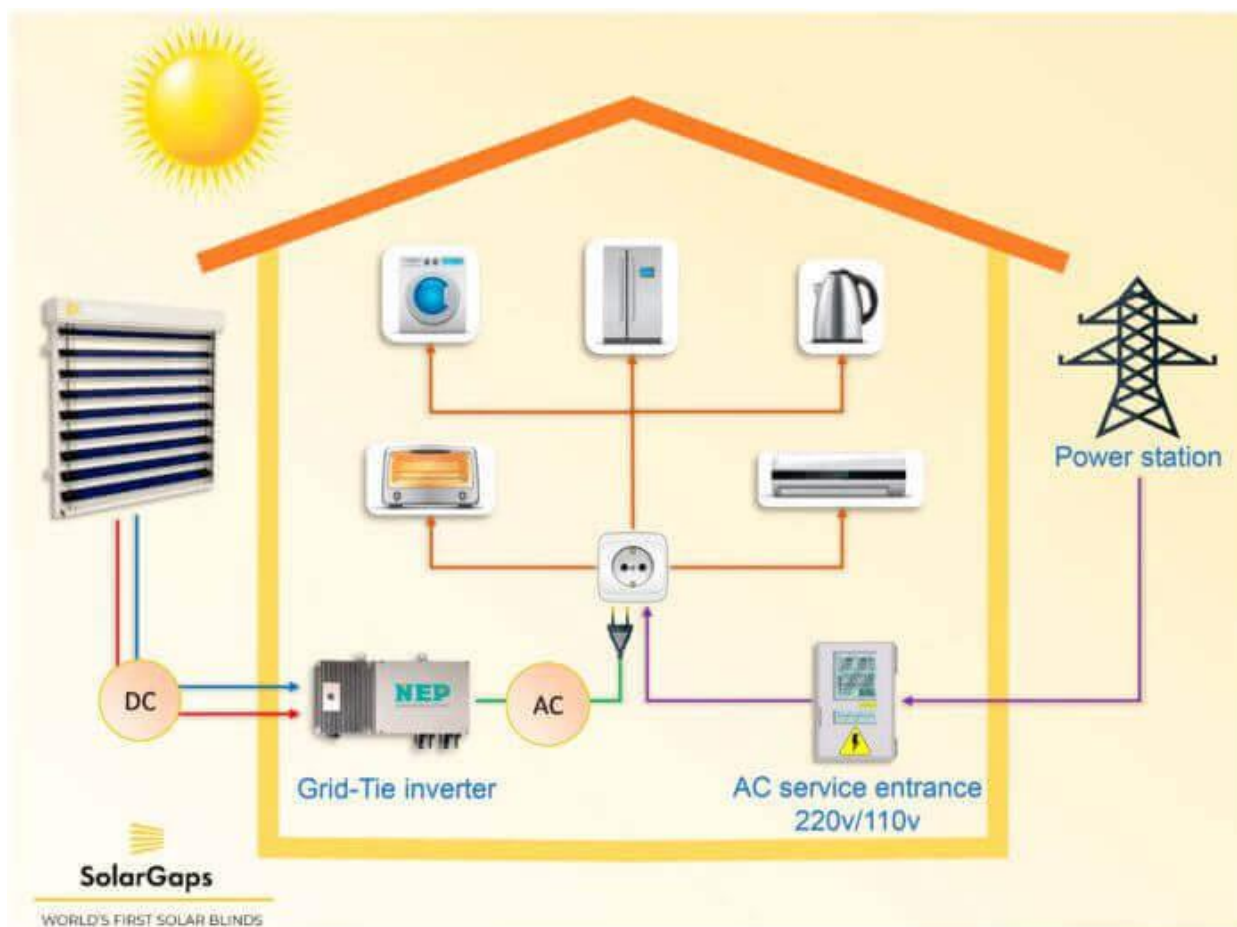 Power station
DC
NEP
AC
Grid-Tie inverter
AC service entrance
220v/110v
SolarGaps
WORLD'S FIRST SOLAR BLINDS